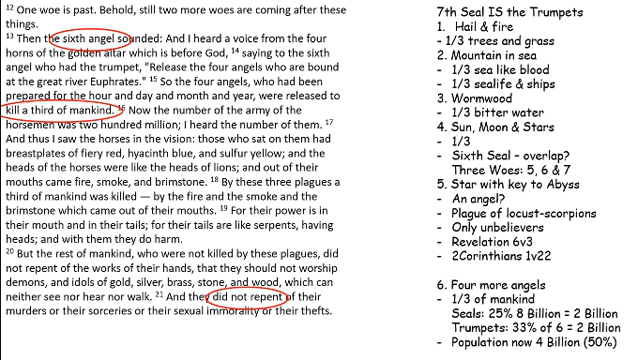 ¹² One woe is past. Behold, still two more woes are coming after these
things.
¹³ Then the sixth angel sounded: And I heard a voice from the four
horns of the golden altar which is before God, ¹⁴ saying to the sixth
angel who had the trumpet, "Release the four angels who are bound
at the great river Euphrates." ¹⁵ So the four angels, who had been
prepared for the hour and day and month and year, were released to
kill a third of mankind. ¹⁶ Now the number of the army of the
horsemen was two hundred million; I heard the number of them. ¹⁷
And thus I saw the horses in the vision: those who sat on them had
breastplates of fiery red, hyacinth blue, and sulfur yellow; and the
heads of the horses were like the heads of lions; and out of their
mouths came fire, smoke, and brimstone. ¹⁸ By these three plagues a
third of mankind was killed — by the fire and the smoke and the
brimstone which came out of their mouths. ¹⁹ For their power is in
their mouth and in their tails; for their tails are like serpents, having
heads; and with them they do harm.
²⁰ But the rest of mankind, who were not killed by these plagues, did
not repent of the works of their hands, that they should not worship
demons, and idols of gold, silver, brass, stone, and wood, which can
neither see nor hear nor walk. ²¹ And they did not repent of their
murders or their sorceries or their sexual immorality or their thefts.
7th Seal IS the Trumpets
1. Hail & fire
- 1/3 trees and grass
2. Mountain in sea
- 1/3 sea like blood
- 1/3 sealife & ships
3. Wormwood
- 1/3 bitter water
4. Sun, Moon & Stars
- 1/3
- Sixth Seal – overlap?
Three Woes: 5, 6 & 7
5. Star with key to Abyss
- An angel?
- Plague of locust-scorpions
- Only unbelievers
- Revelation 6v3
- 2Corinthians 1v22
6. Four more angels
- 1/3 of mankind
Seals: 25% 8 Billion = 2 Billion
Trumpets: 33% of 6 = 2 Billion
- Population now 4 Billion (50%)